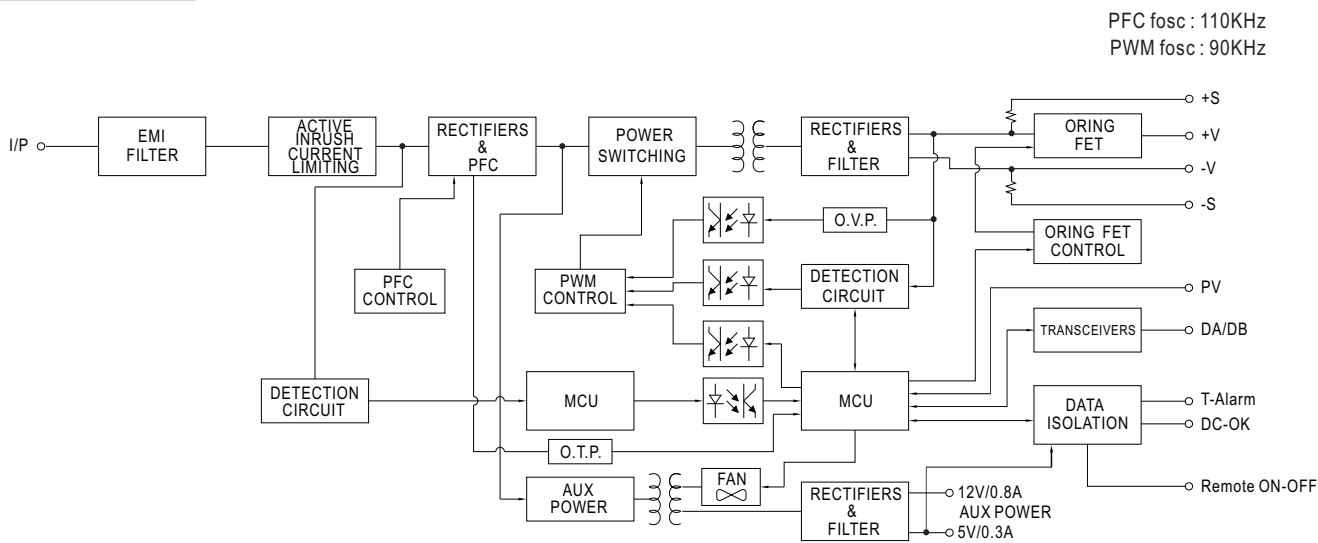 PFC fosc : 110KHz
PWM fosc : 90KHz
I/P
EMI
FILTER
ACTIVE
INRUSH
CURRENT
LIMITING
RECTIFIERS
&
PFC
POWER
SWITCHING
RECTIFIERS
&
FILTER
ORING
FET
+S
+V
-V
-S
O.V.P.
ORING FET
CONTROL
PFC
CONTROL
PWM
CONTROL
DETECTION
CIRCUIT
PV
TRANSCEIVERS
DA/DB
DETECTION
CIRCUIT
MCU
MCU
DATA
ISOLATION
T-Alarm
DC-OK
O.T.P.
AUX
POWER
FAN
RECTIFIERS
&
FILTER
12V/0.8A
AUX POWER
5V/0.3A
Remote ON-OFF